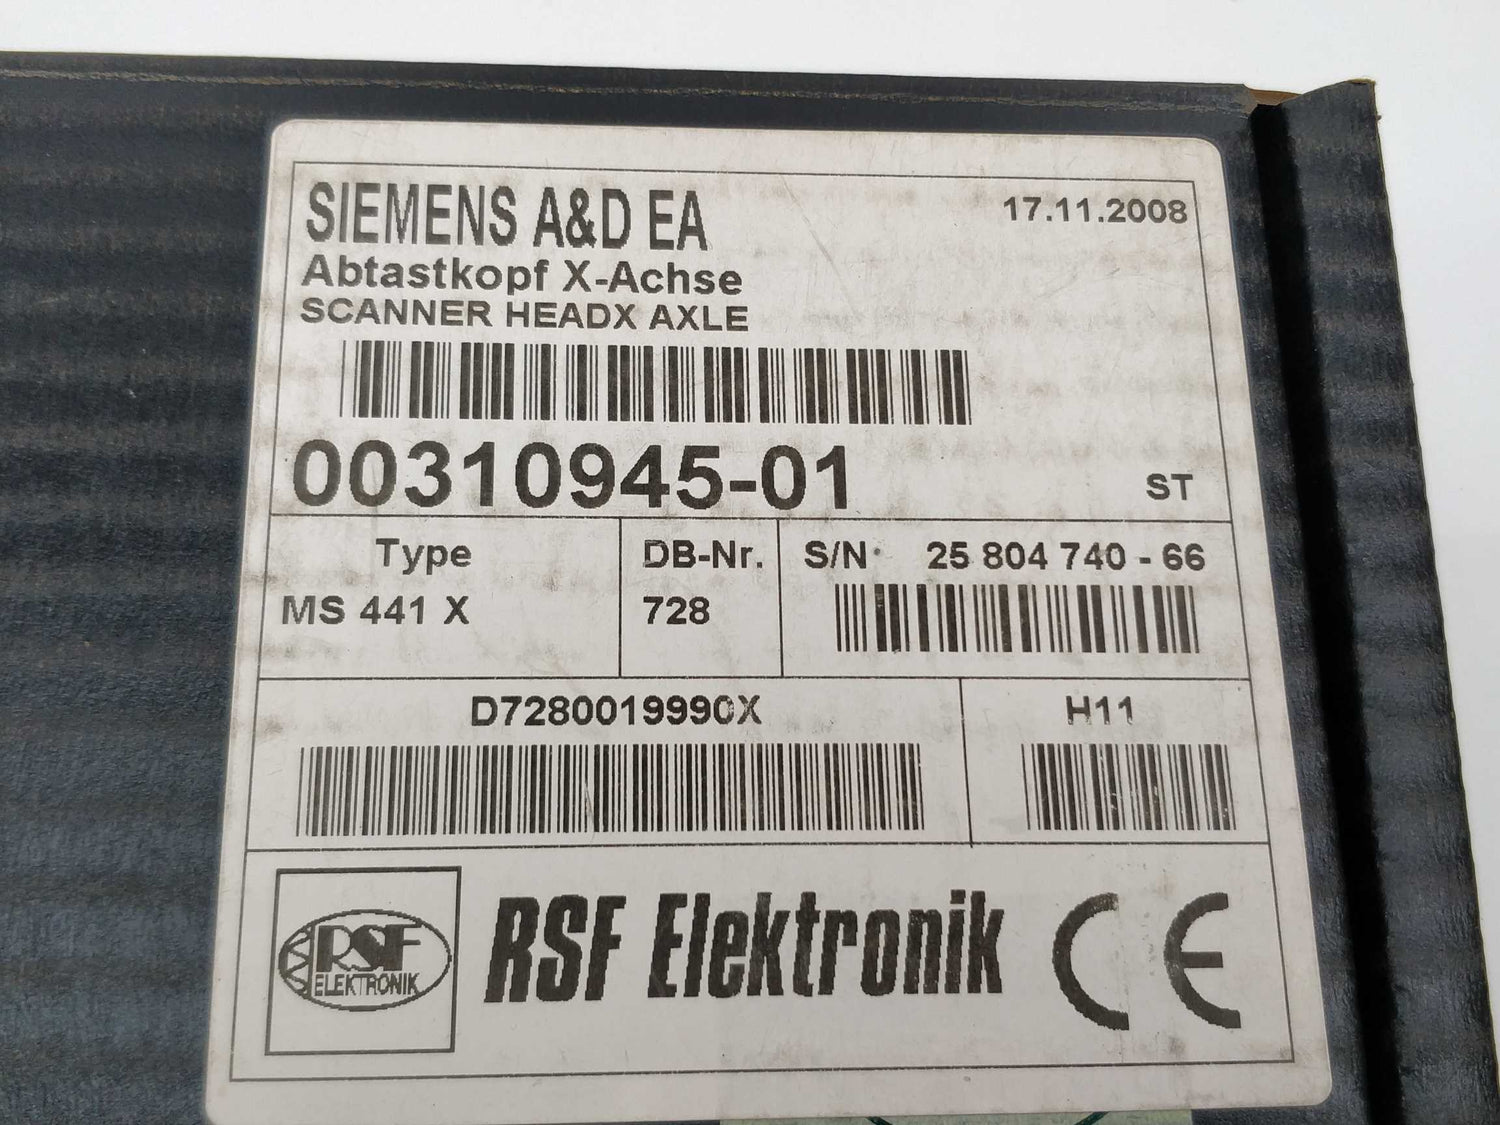 SIEMENS A&D EA
17.11.2008
Abtastkopf X-Achse
SCANNER HEADX AXLE
00310945-01
ST
Type
MS 441 X
DB-Nr.
728
S/N· 25 804 740 - 66
D7280019990X
H11
RSF
ELEKTRONIK
RSF Elektronik CE